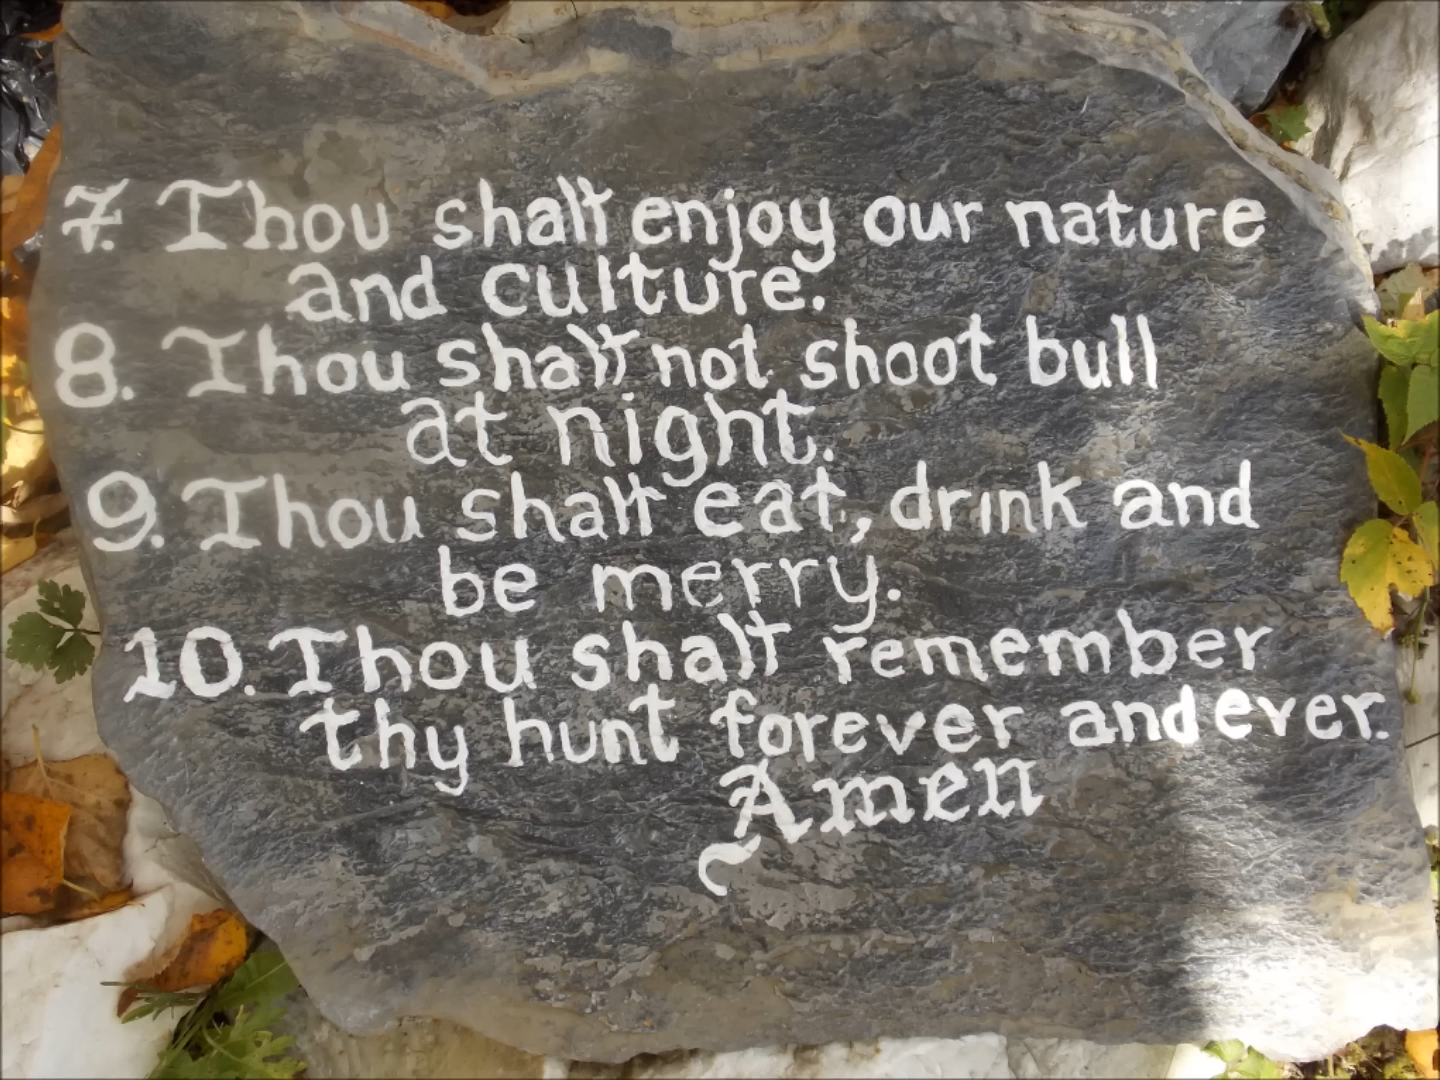 7. Thou shalt enjoy our nature
and culture.
8. Thou shalt not shoot bull
at night.
9. Thou shalt eat, drink and
be merry.
10. Thou shalt remember
thy hunt forever and ever.
Amen